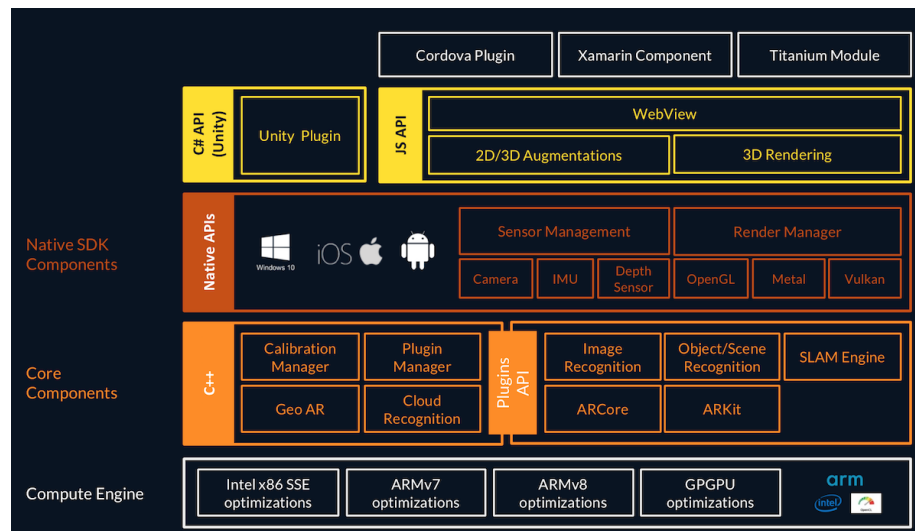 Cordova Plugin
Xamarin Component
Titanium Module
C# API
(Unity)
Unity Plugin
JS API
WebView
2D/3D Augmentations
3D Rendering
Native SDK
Components
Native APIs
Windows 10
iOS
Sensor Management
Render Manager
Camera
IMU
Depth
Sensor
OpenGL
Metal
Vulkan
Core
Components
C++
Calibration
Manager
Plugin
Manager
Geo AR
Cloud
Recognition
Plugins
API
Image
Recognition
Object/Scene
Recognition
SLAM Engine
ARCore
ARKit
Compute Engine
Intel x86 SSE
optimizations
ARMv7
optimizations
ARMv8
optimizations
GPGPU
optimizations
arm
intel